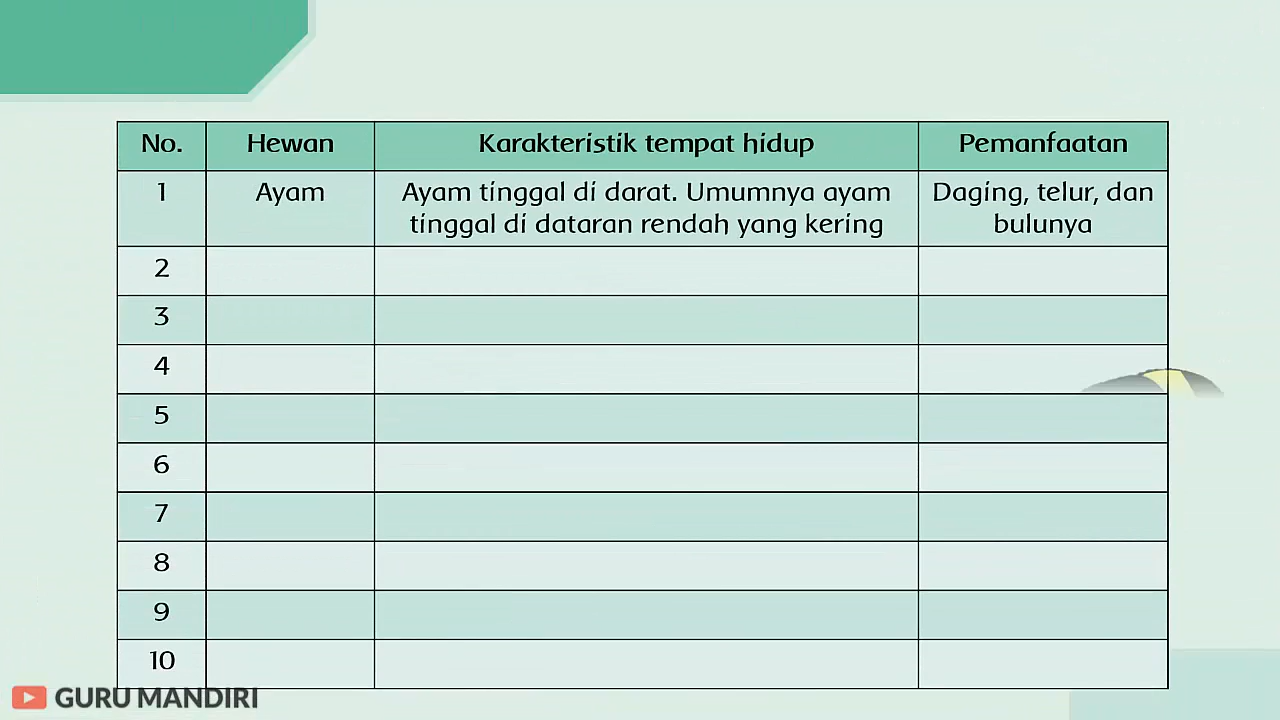 No. Hewan Karakteristik tempat hidup Pemanfaatan
1 Ayam Ayam tinggal di darat. Umumnya ayam Daging, telur, dan
tinggal di dataran rendah yang kering bulunya
2
3
4
5
6
7
8
9
10
GURU MANDIRI